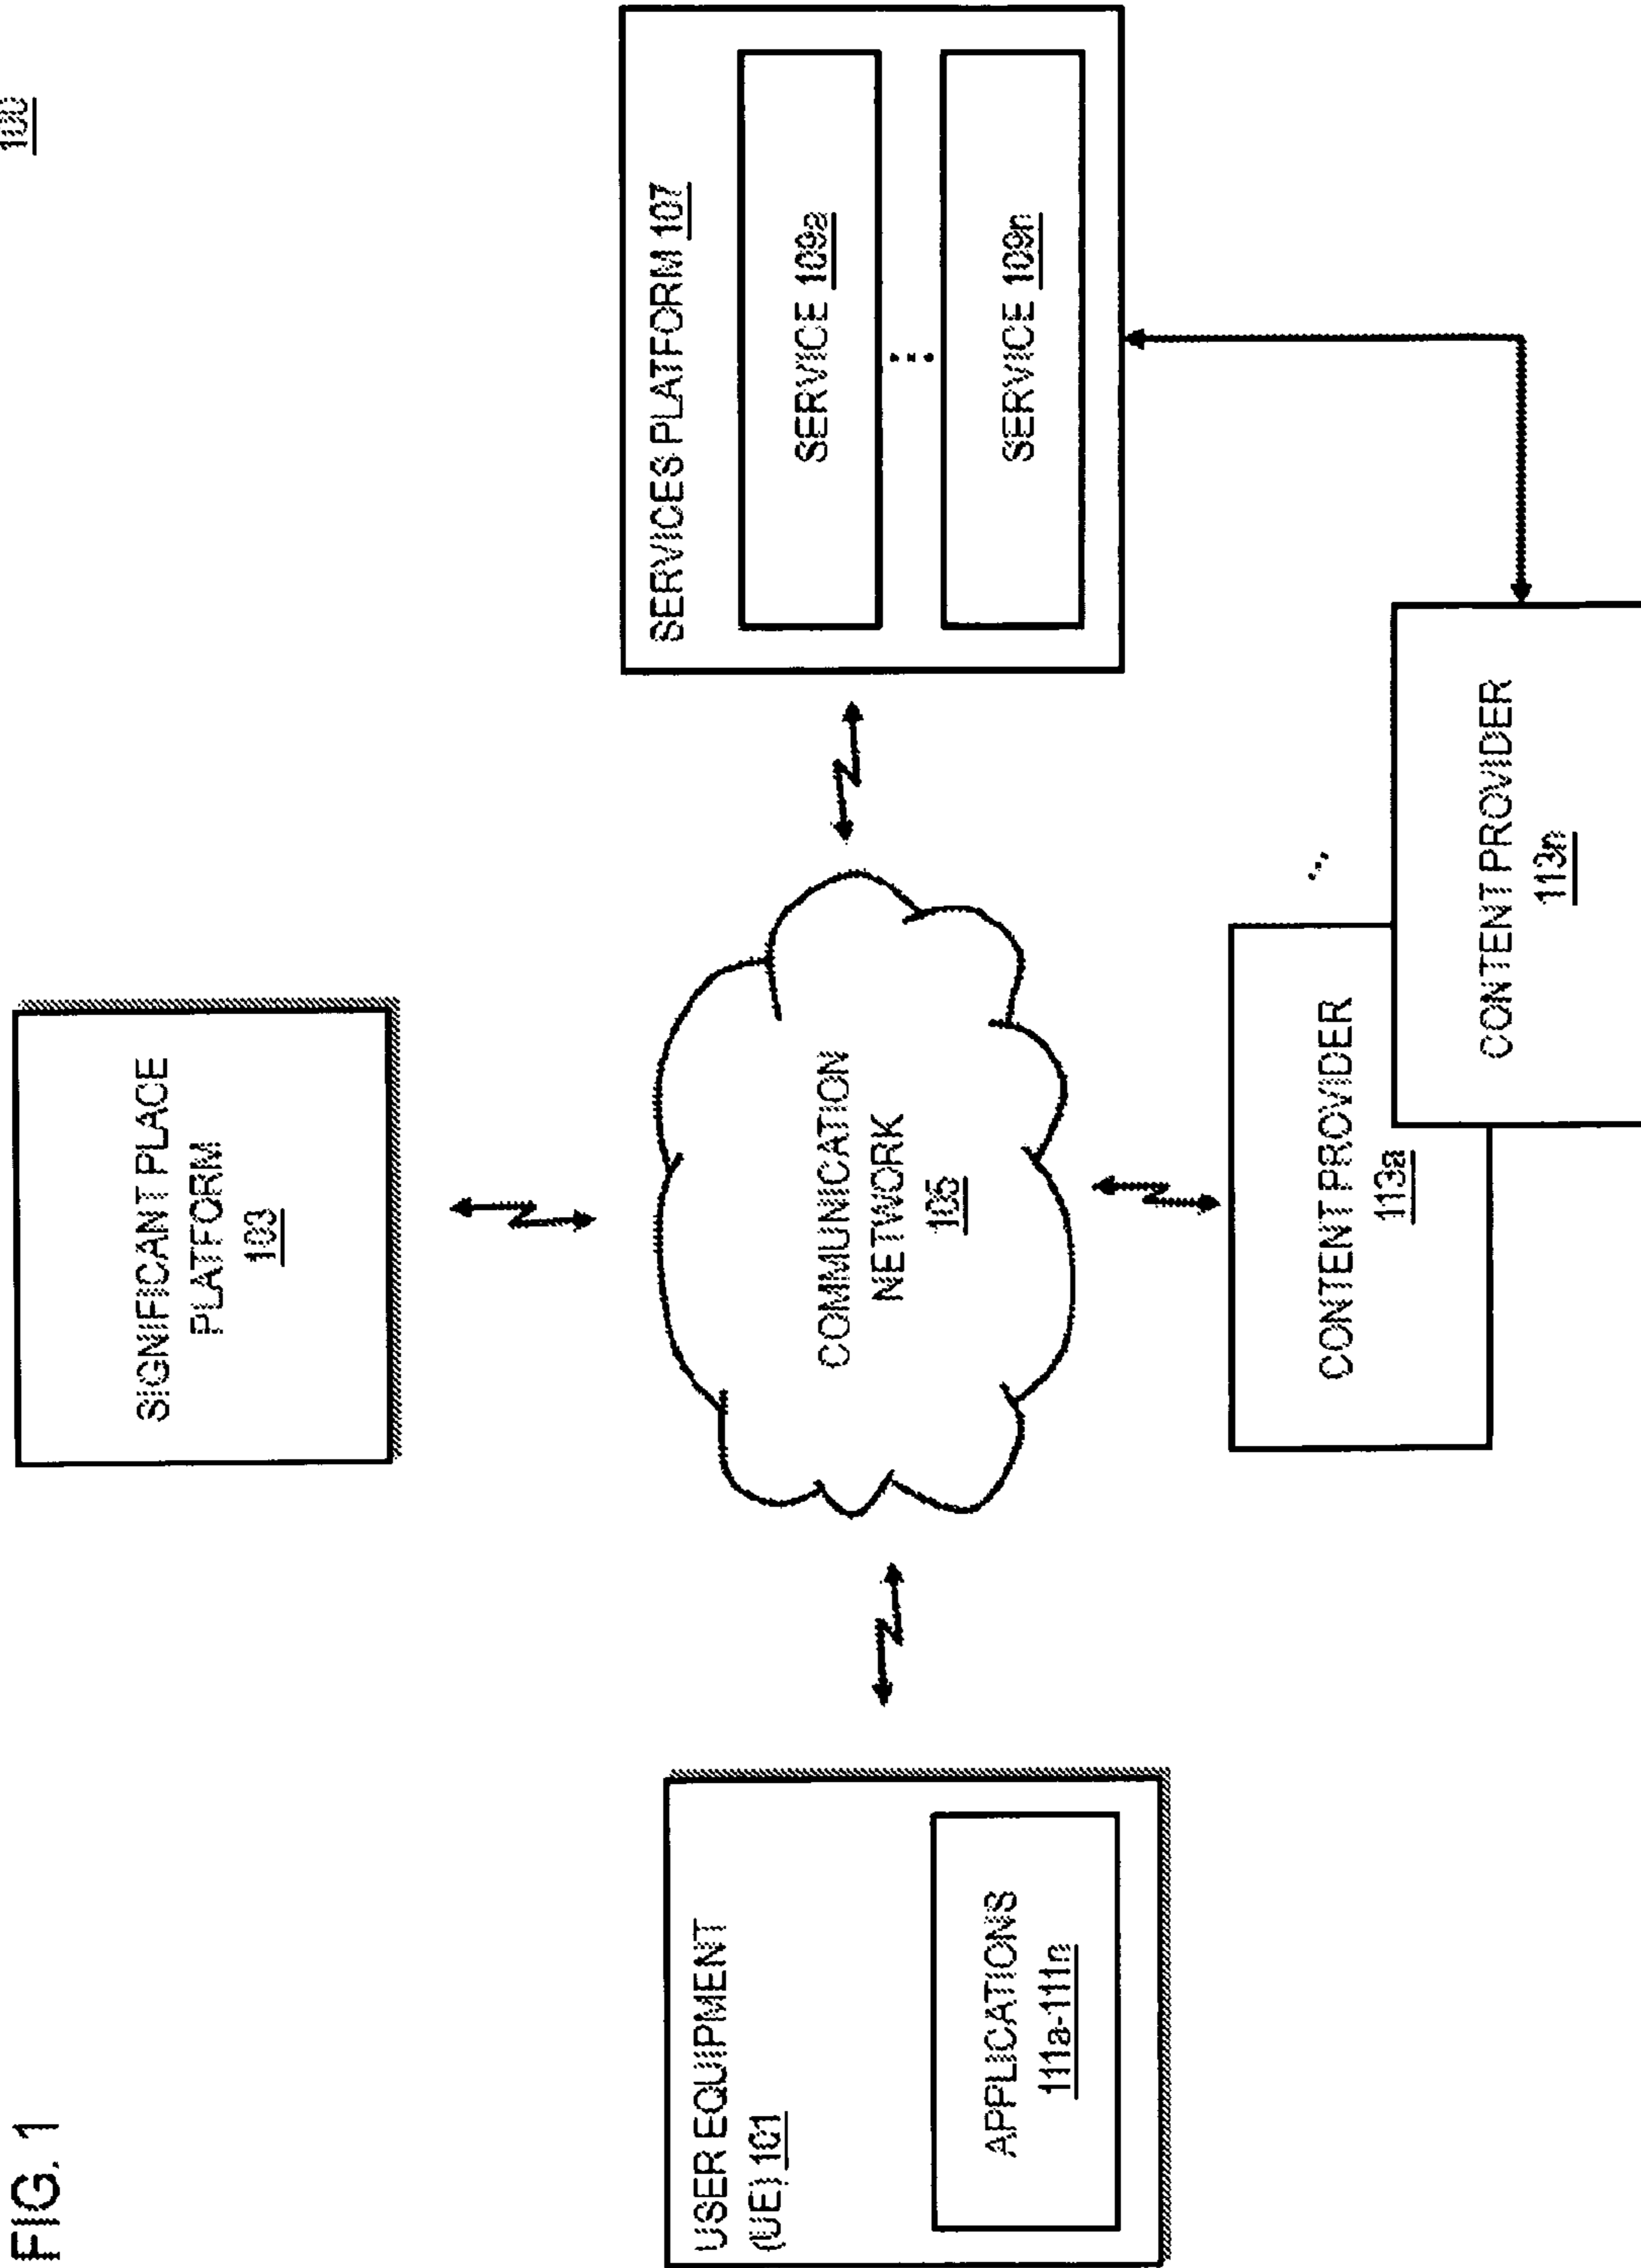 FIG. 1
100
SIGNIFICANT PLACE
PLATFORM
103
USER EQUIPMENT
(UE) 101
APPLICATIONS
111a-111n
COMMUNICATION
NETWORK
105
SERVICES PLATFORM 107
SERVICE 109a
...
SERVICE 109n
CONTENT PROVIDER
113a
...
CONTENT PROVIDER
113n